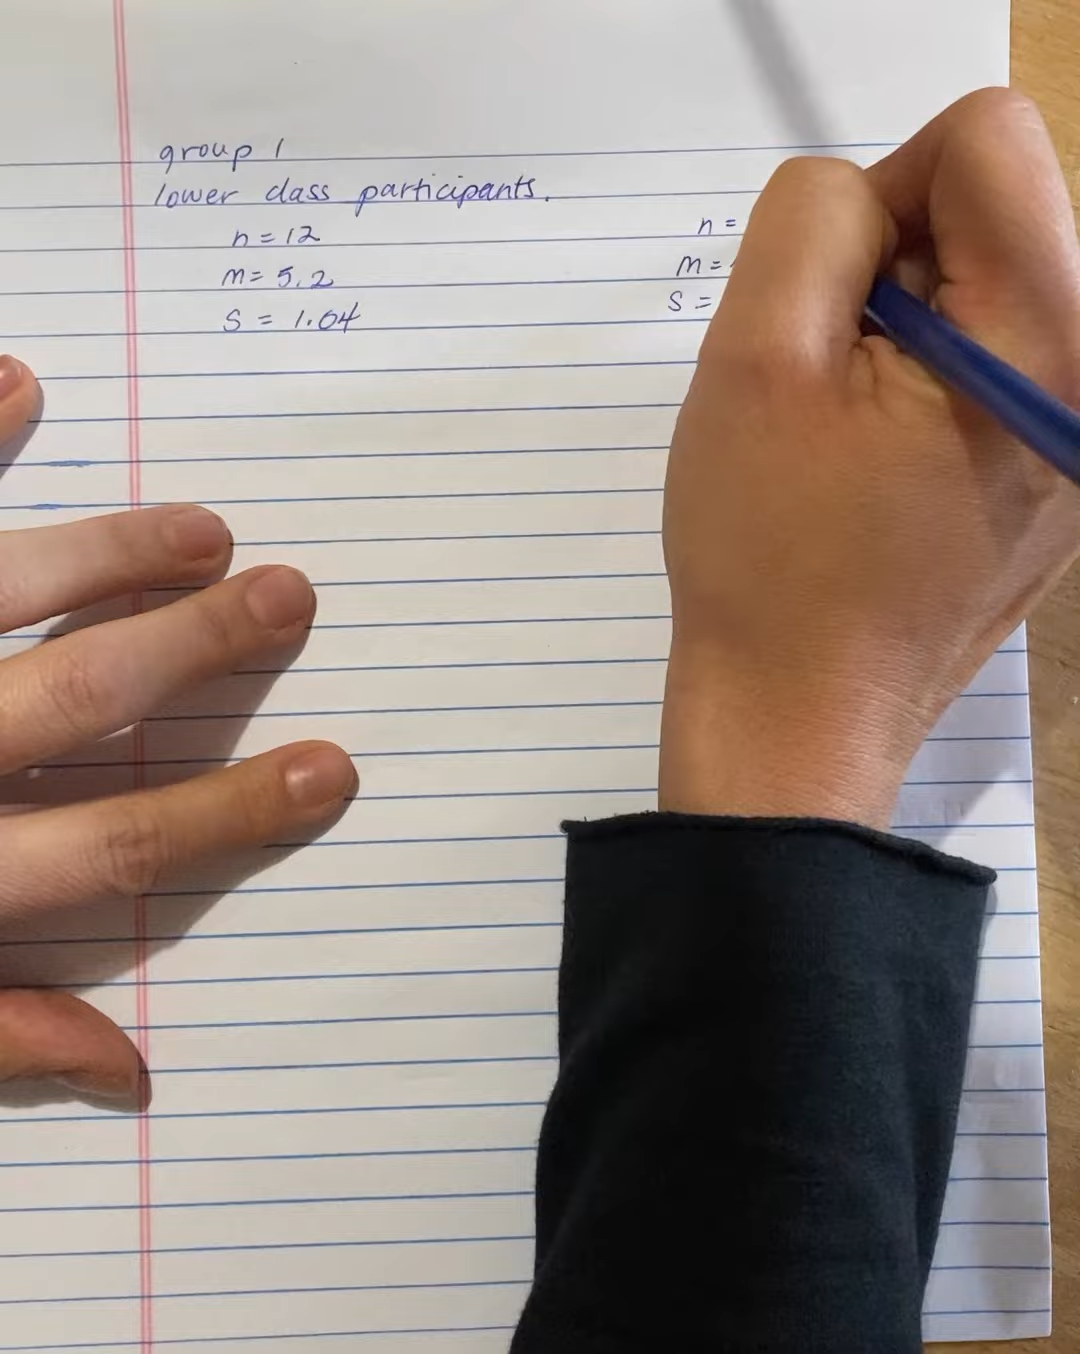 group 1
lower class participants.
n = 12
m = 5.2
S = 1.04
n =
m =
S =